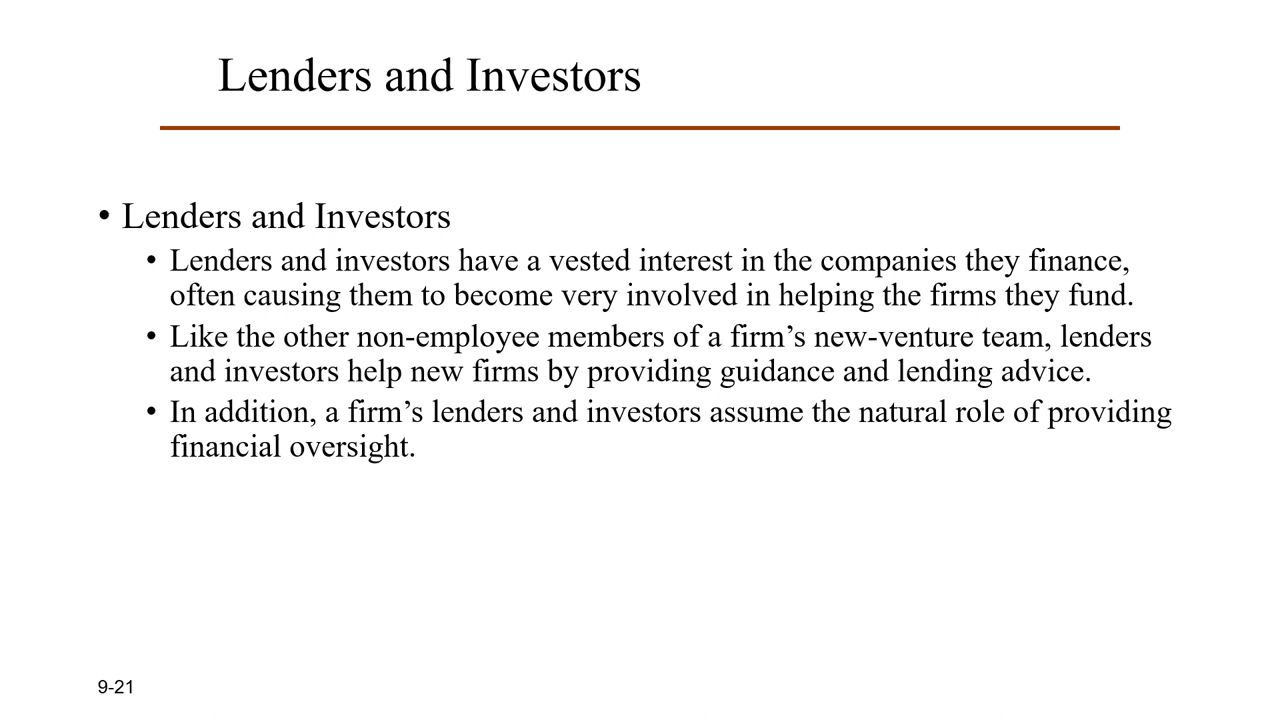 Lenders and Investors
• Lenders and Investors
• Lenders and investors have a vested interest in the companies they finance,
often causing them to become very involved in helping the firms they fund.
• Like the other non-employee members of a firm’s new-venture team, lenders
and investors help new firms by providing guidance and lending advice.
• In addition, a firm’s lenders and investors assume the natural role of providing
financial oversight.
9-21